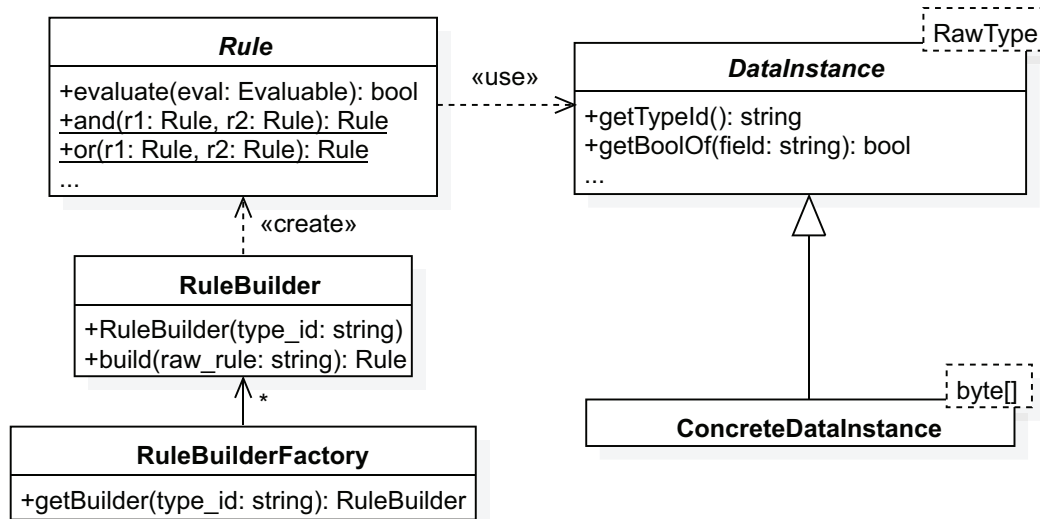 Rule
+evaluate(eval: Evaluable): bool
+and(r1: Rule, r2: Rule): Rule
+or(r1: Rule, r2: Rule): Rule
...
«use»
RawType
DataInstance
+getTypeId(): string
+getBoolOf(field: string): bool
...
«create»
RuleBuilder
+RuleBuilder(type_id: string)
+build(raw_rule: string): Rule
*
RuleBuilderFactory
+getBuilder(type_id: string): RuleBuilder
byte[]
ConcreteDataInstance